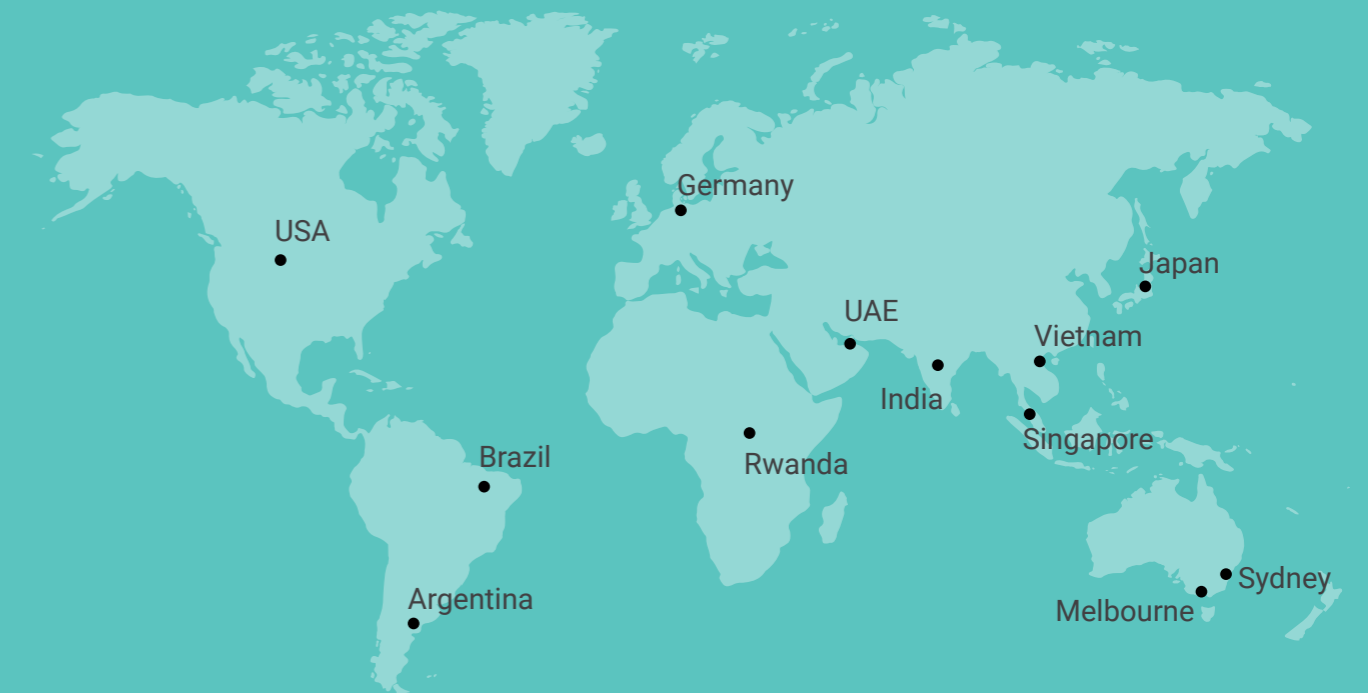 Germany
USA
Japan
UAE
Vietnam
India
Singapore
Brazil
Rwanda
Sydney
Argentina
Melbourne